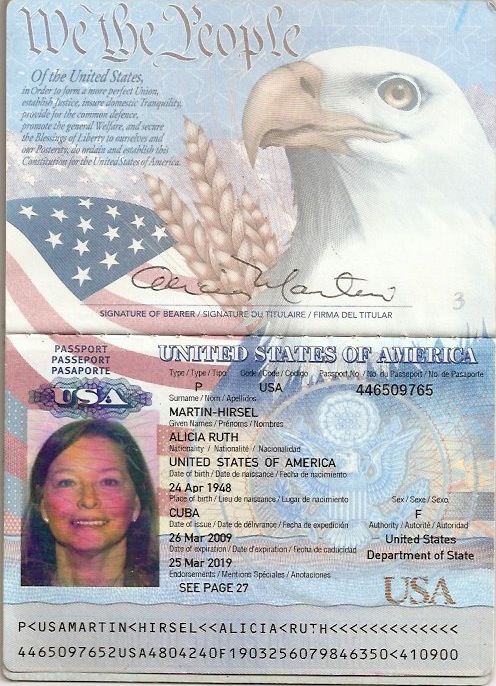 We the People
Of the United States,
in Order to form a more perfect Union,
establish Justice, insure domestic Tranquility,
provide for the common defence,
promote the general Welfare, and secure
the Blessings of Liberty to ourselves and
our Posterity, do ordain and establish this
Constitution for the United States of America.
Alicia Martin
SIGNATURE OF BEARER / SIGNATURE DU TITULAIRE / FIRMA DEL TITULAR
3
PASSPORT
PASSEPORT
PASAPORTE
USA
UNITED STATES OF AMERICA
Type / Type / Tipo Code / Code / Codigo Passport No. / No. du Passeport / No. de Pasaporte
P USA 446509765
Surname / Nom / Apellidos
MARTIN-HIRSEL
Given Names / Prénoms / Nombres
ALICIA RUTH
Nationality / Nationalité / Nacionalidad
UNITED STATES OF AMERICA
Date of birth / Date de naissance / Fecha de nacimiento
24 Apr 1948
Place of birth / Lieu de naissance / Lugar de nacimiento Sex / Sexe / Sexo
CUBA F
Date of issue / Date de délivrance / Fecha de expedición Authority / Autorité / Autoridad
26 Mar 2009 United States
Date of expiration / Date d'expiration / Fecha de caducidad Department of State
25 Mar 2019
Endorsements / Mentions Spéciales / Anotaciones
SEE PAGE 27
USA
P<USAMARTIN<HIRSEL<<ALICIA<RUTH<<<<<<<<<<<<<
4465097652USA4804240F1903256079846350<410900